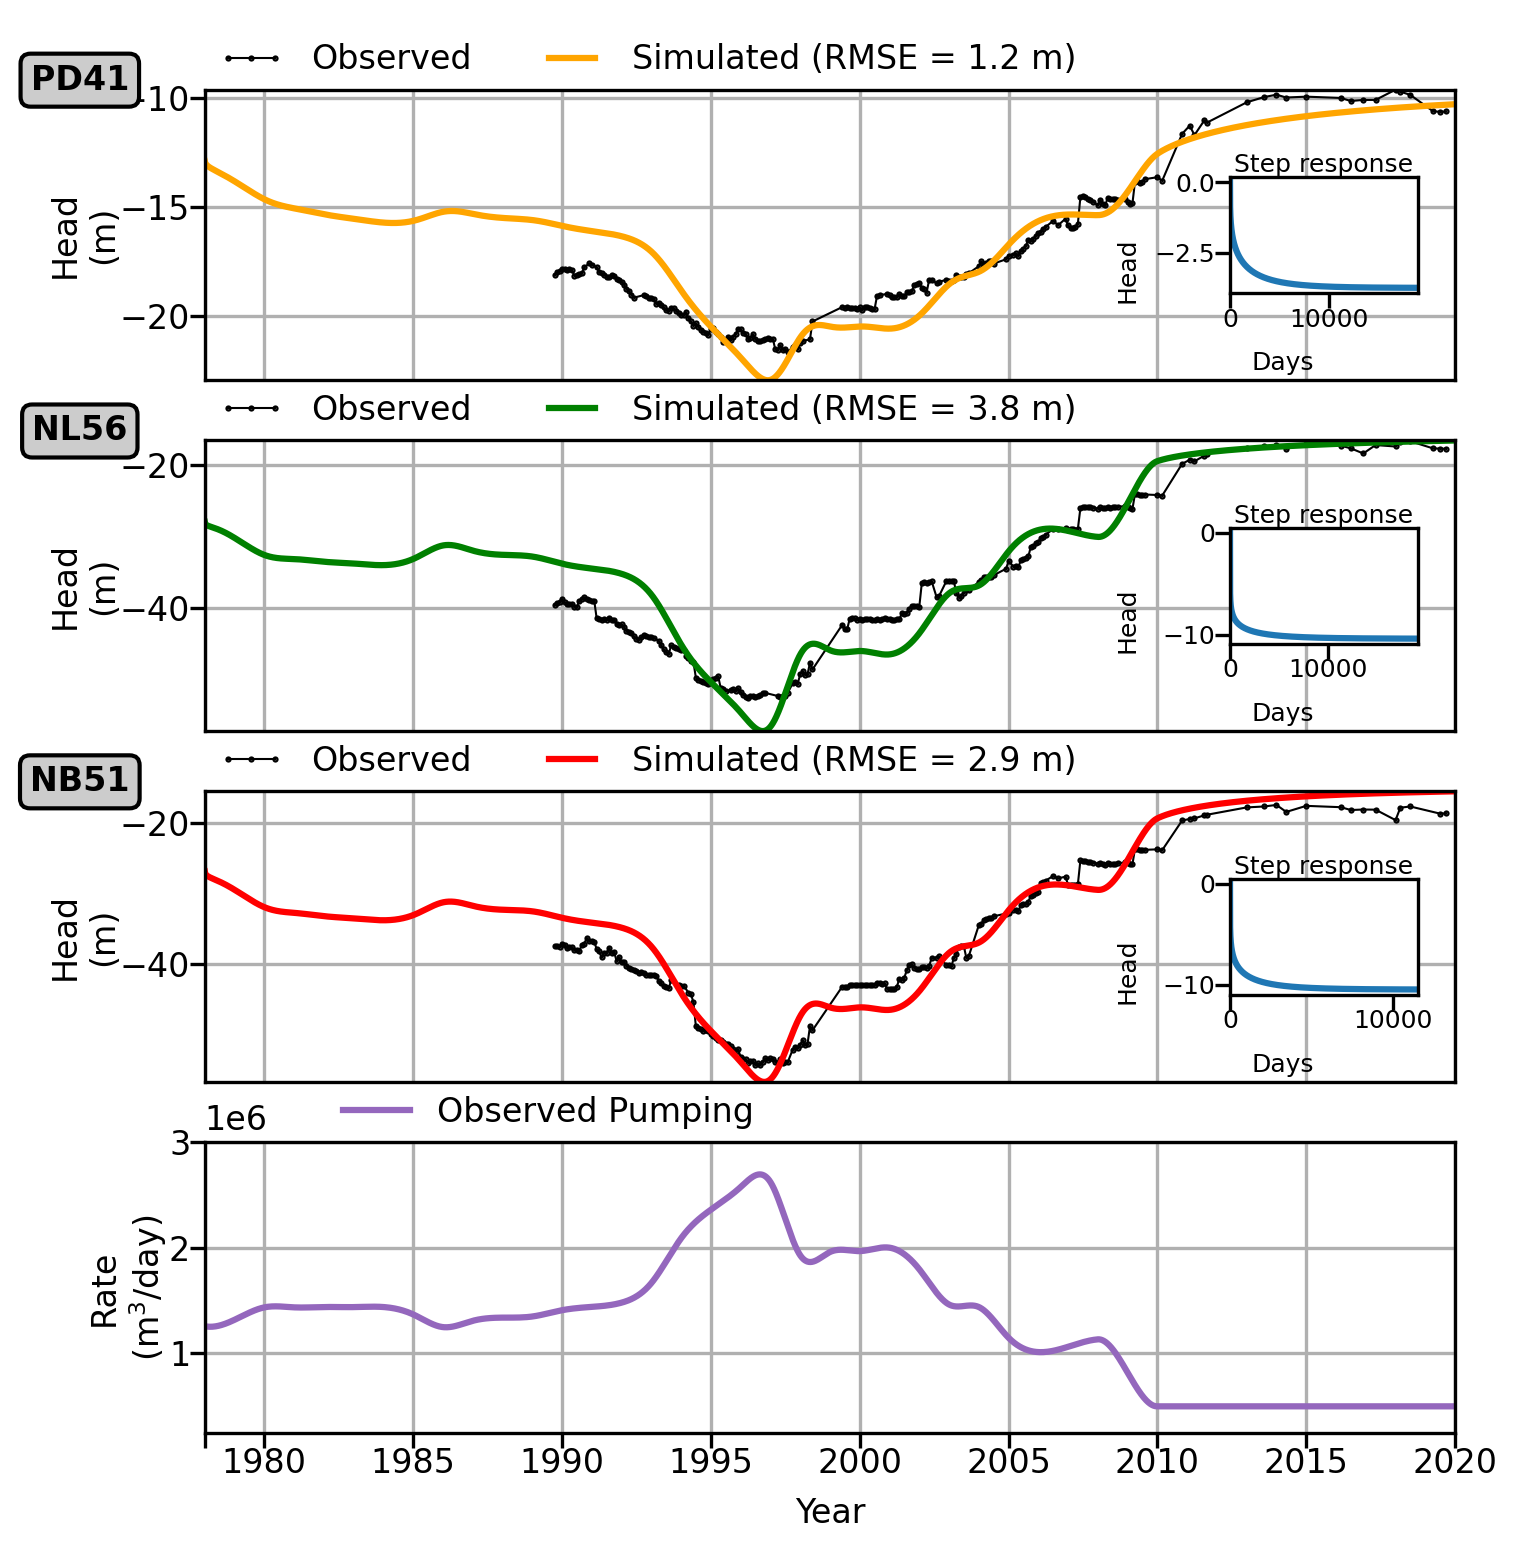 Observed Simulated (RMSE = 1.2 m)
PD41
−10
−15
−20
Head
(m)
Step response
0.0
−2.5
Head
0 10000
Days
Observed Simulated (RMSE = 3.8 m)
NL56
−20
−40
Head
(m)
Step response
0
−10
Head
0 10000
Days
Observed Simulated (RMSE = 2.9 m)
NB51
−20
−40
Head
(m)
Step response
0
−10
Head
0 10000
Days
1e6 Observed Pumping
3
2
1
Rate
(m³/day)
1980 1985 1990 1995 2000 2005 2010 2015 2020
Year